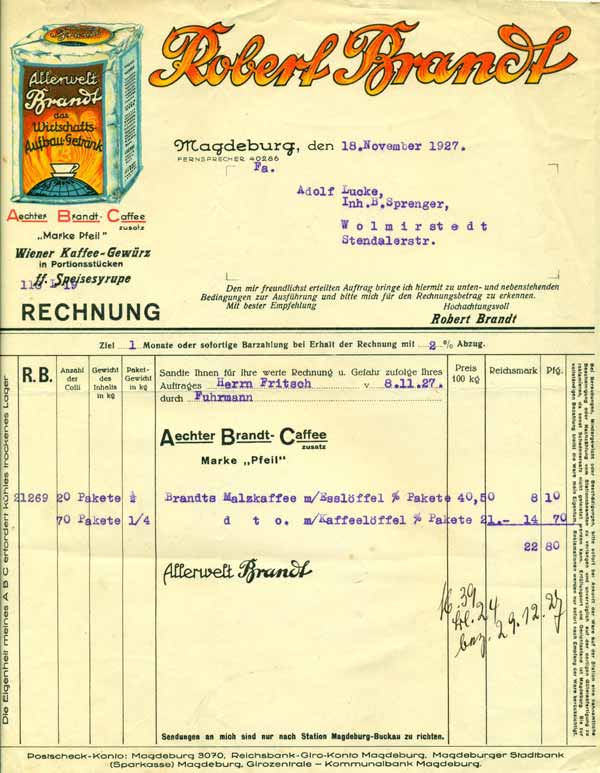 Robert Brandt
Allerwelt
Brandt
das
Wirtschafts-
Aufbau-Getränk
Aechter Brandt-Caffee
zusatz
„Marke Pfeil“
Wiener Kaffee-Gewürz
in Portionsstücken
ff. Speisesyrupe
118 L 19
RECHNUNG
Magdeburg, den 18.November 1927.
FERNSPRECHER 40286
Fa.
Adolf Lucke,
Inh.B.Sprenger,
Wolmirstedt
Stendalerstr.
Den mir freundlichst erteilten Auftrag bringe ich hiermit zu unten- und nebenstehenden
Bedingungen zur Ausführung und bitte mich für den Rechnungsbetrag zu erkennen.
Mit bester Empfehlung Hochachtungsvoll
Robert Brandt
Ziel 1 Monate oder sofortige Barzahlung bei Erhalt der Rechnung mit 2 % Abzug.
R.B.
Anzahl der Colli
Gewicht des Inhalts in kg
Paket-Gewicht in kg
Sandte Ihnen für Ihre werte Rechnung u. Gefahr zufolge Ihres
Auftrages Herrn Fritsch v 8.11.27.
durch Fuhrmann
Preis 100 kg
Reichsmark
Pfg.
Aechter Brandt-Caffee
zusatz
Marke „Pfeil“
21269 20 Pakete ½ Brandts Malzkaffee m/Esslöffel % Pakete 40,50 8 10
70 Pakete 1/4 d t o. m/Kaffeelöffel % Pakete 21.- 14 70
22 80
Allerwelt Brandt
bez. 29.12.27
Sendungen an mich sind nur nach Station Magdeburg-Buckau zu richten.
Die Eigenheit meines A B C erfordert kühles trockenes Lager
Postscheck-Konto: Magdeburg 3070, Reichsbank-Giro-Konto Magdeburg, Magdeburger Stadtbank
(Sparkasse) Magdeburg, Girozentrale – Kommunalbank Magdeburg.